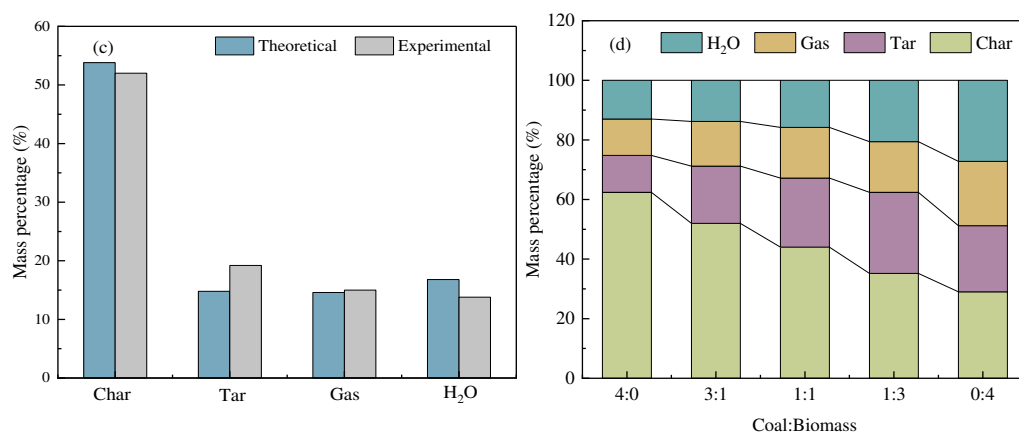 (c)
Theoretical
Experimental
Mass percentage (%)
60
50
40
30
20
10
0
Char
Tar
Gas
H₂O
(d)
H₂O
Gas
Tar
Char
Mass percentage (%)
120
100
80
60
40
20
0
4:0
3:1
1:1
1:3
0:4
Coal:Biomass